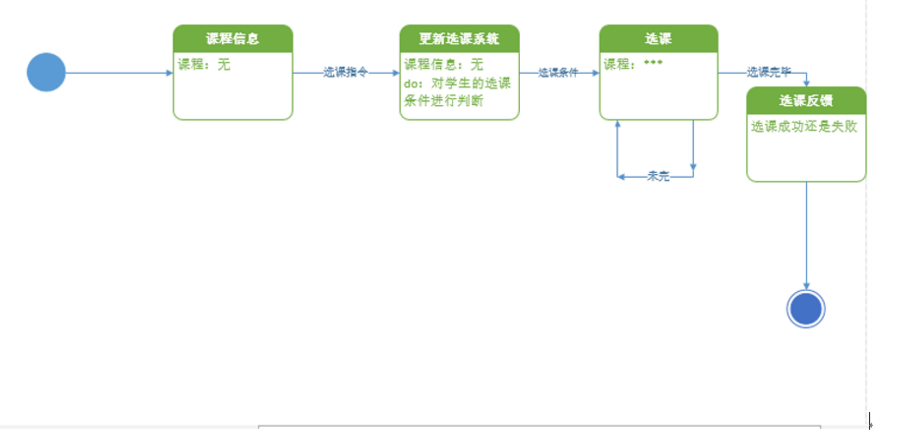 课程信息
课程：无
选课指令
更新选课系统
课程信息：无
do：对学生的选课
条件进行判断
选课条件
选课
课程：***
未完
选课完毕
选课反馈
选课成功还是失败